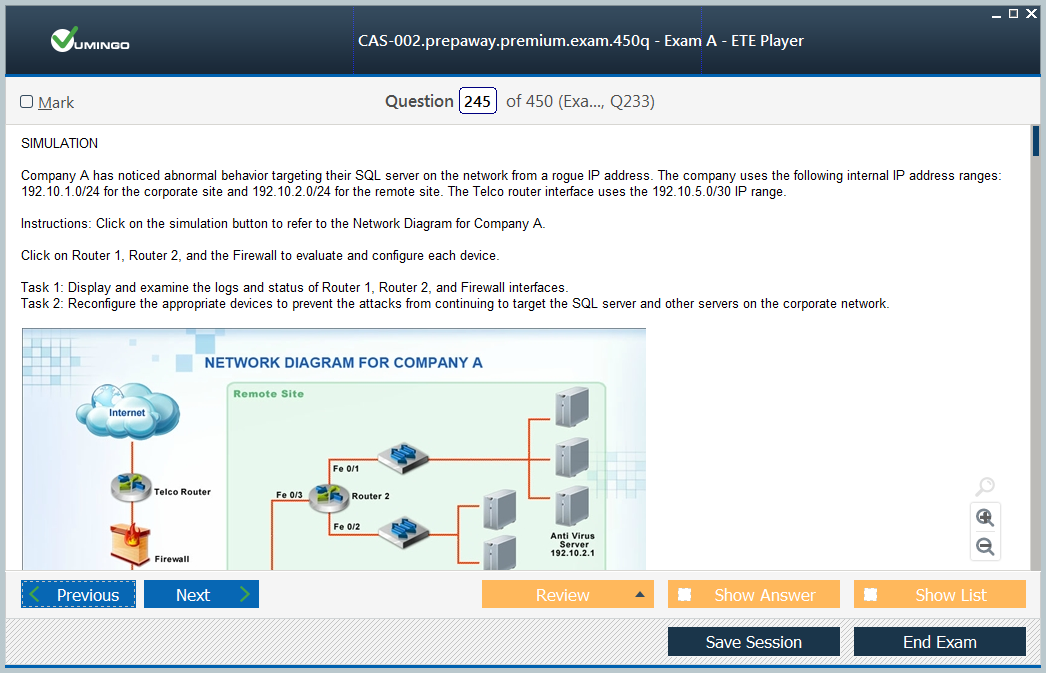 VUMINGO
CAS-002.prepaway.premium.exam.450q - Exam A - ETE Player
Mark
Question 245 of 450 (Exa..., Q233)
SIMULATION
Company A has noticed abnormal behavior targeting their SQL server on the network from a rogue IP address. The company uses the following internal IP address ranges:
192.10.1.0/24 for the corporate site and 192.10.2.0/24 for the remote site. The Telco router interface uses the 192.10.5.0/30 IP range.
Instructions: Click on the simulation button to refer to the Network Diagram for Company A.
Click on Router 1, Router 2, and the Firewall to evaluate and configure each device.
Task 1: Display and examine the logs and status of Router 1, Router 2, and Firewall interfaces.
Task 2: Reconfigure the appropriate devices to prevent the attacks from continuing to target the SQL server and other servers on the corporate network.
NETWORK DIAGRAM FOR COMPANY A
Remote Site
Internet
Fe 0/1
Telco Router
Fe 0/3
Router 2
Fe 0/2
Anti Virus
Server
192.10.2.1
Firewall
Previous
Next
Review
Show Answer
Show List
Save Session
End Exam